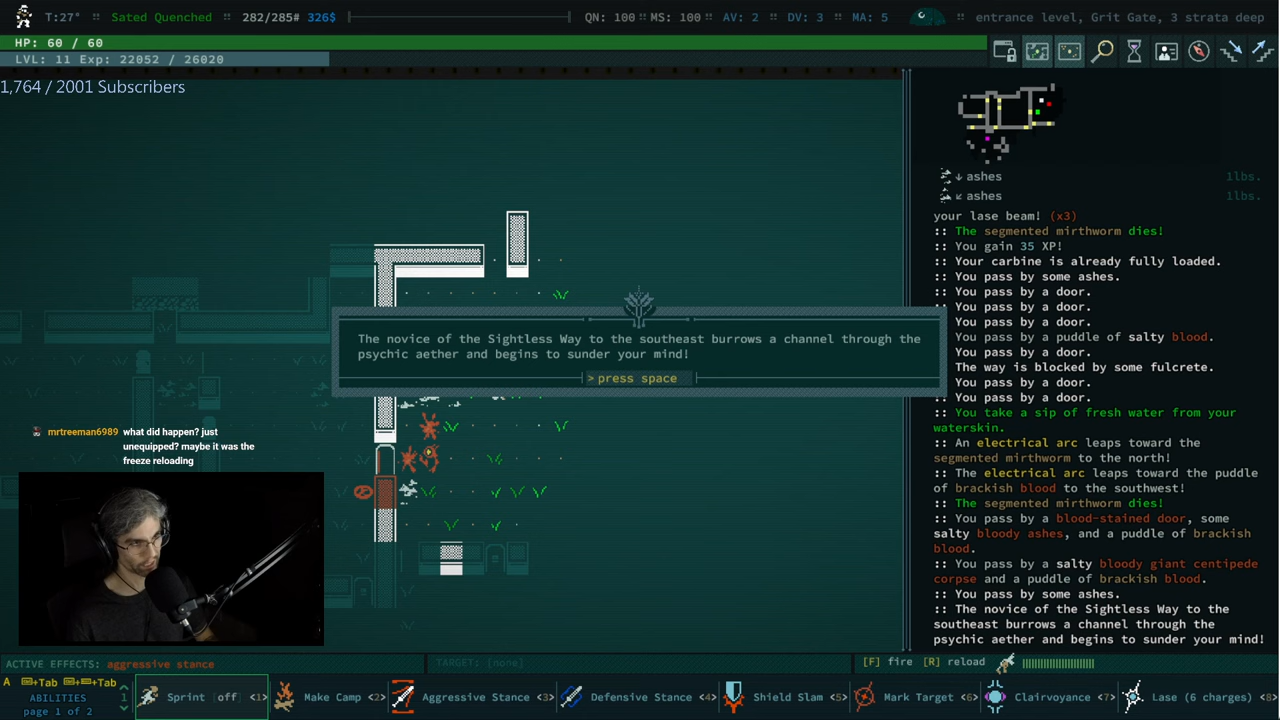 T:27° :: Sated Quenched :: 282/285# 326$
QN: 100 :: MS: 100 :: AV: 2 :: DV: 3 :: MA: 5
:: entrance level, Grit Gate, 3 strata deep
HP: 60 / 60
LVL: 11 Exp: 22052 / 26020
1,764 / 2001 Subscribers
ashes 1lbs.
ashes 1lbs.
your lase beam! (x3)
:: The segmented mirthworm dies!
:: You gain 35 XP!
:: Your carbine is already fully loaded.
:: You pass by some ashes.
:: You pass by a door.
:: You pass by a door.
:: You pass by a door.
:: You pass by a puddle of salty blood.
:: You pass by a door.
:: The way is blocked by some fulcrete.
:: You pass by a door.
:: You pass by a door.
:: You take a sip of fresh water from your
waterskin.
:: An electrical arc leaps toward the
segmented mirthworm to the north!
:: The electrical arc leaps toward the puddle
of brackish blood to the southwest!
:: The segmented mirthworm dies!
:: You pass by a blood-stained door, some
salty bloody ashes, and a puddle of brackish
blood.
:: You pass by a salty bloody giant centipede
corpse and a puddle of brackish blood.
:: You pass by some ashes.
:: The novice of the Sightless Way to the
southeast burrows a channel through the
psychic aether and begins to sunder your mind!
The novice of the Sightless Way to the southeast burrows a channel through the
psychic aether and begins to sunder your mind!
> press space
mrtreeman6989 what did happen? just
unequipped? maybe it was the
freeze reloading
ACTIVE EFFECTS: aggressive stance
TARGET: [none]
[F] fire [R] reload
A +Tab +Tab
ABILITIES
page 1 of 2
Sprint [off] <1>
Make Camp <2>
Aggressive Stance <3>
Defensive Stance <4>
Shield Slam <5>
Mark Target <6>
Clairvoyance <7>
Lase (6 charges) <8>